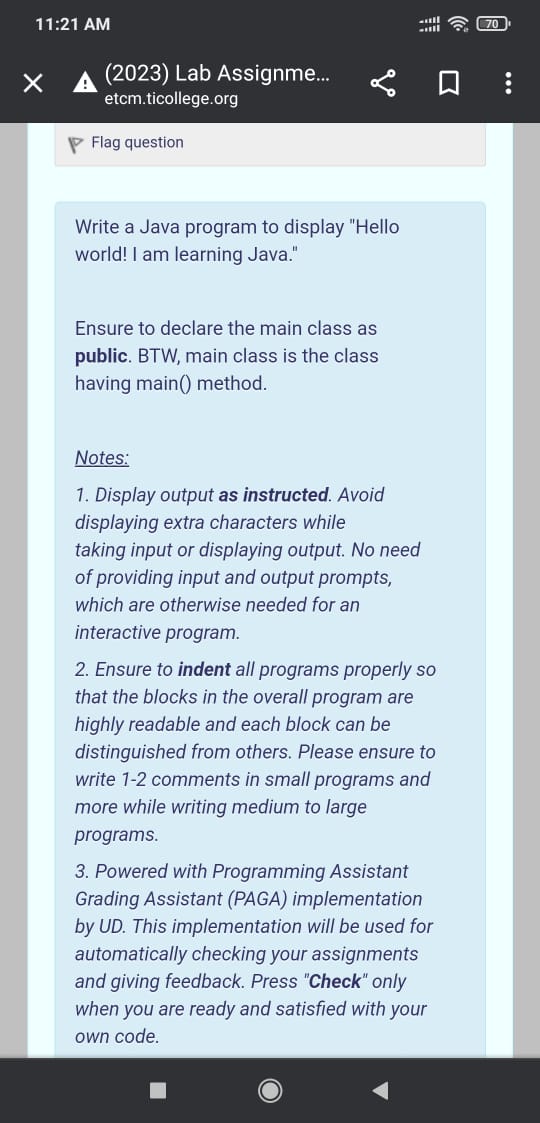 11:21 AM
70
(2023) Lab Assignme...
etcm.ticollege.org
Flag question
Write a Java program to display "Hello
world! I am learning Java."
Ensure to declare the main class as
public. BTW, main class is the class
having main() method.
Notes:
1. Display output as instructed. Avoid
displaying extra characters while
taking input or displaying output. No need
of providing input and output prompts,
which are otherwise needed for an
interactive program.
2. Ensure to indent all programs properly so
that the blocks in the overall program are
highly readable and each block can be
distinguished from others. Please ensure to
write 1-2 comments in small programs and
more while writing medium to large
programs.
3. Powered with Programming Assistant
Grading Assistant (PAGA) implementation
by UD. This implementation will be used for
automatically checking your assignments
and giving feedback. Press "Check" only
when you are ready and satisfied with your
own code.